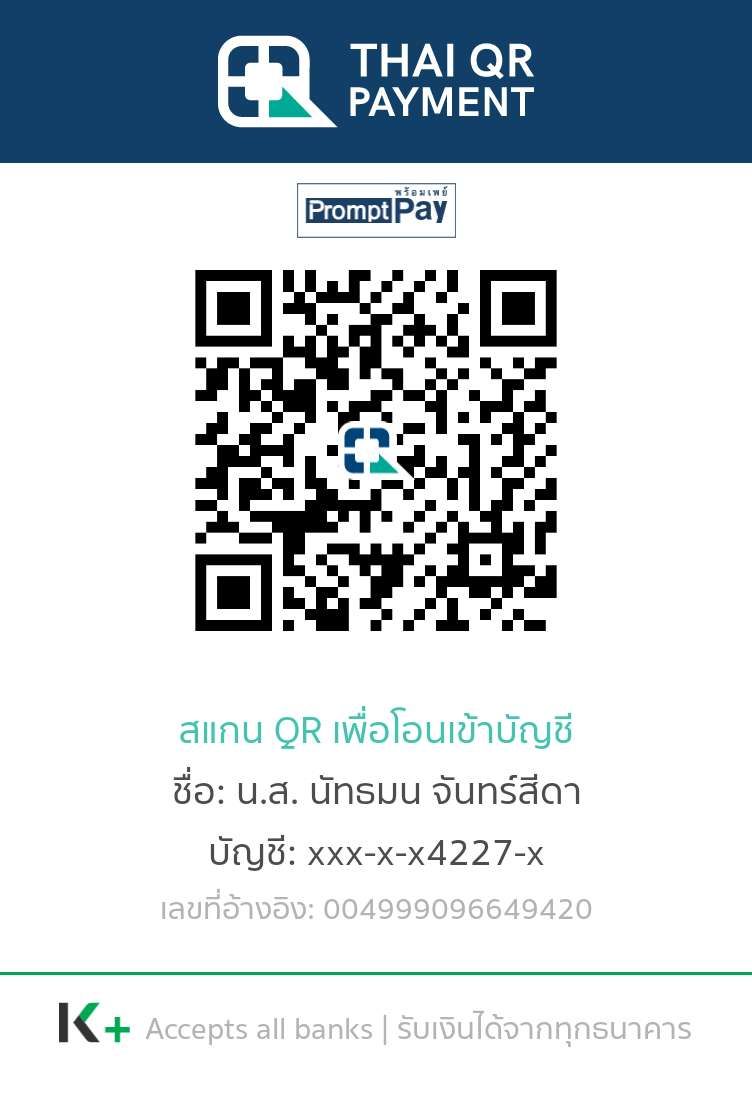 THAI QR
PAYMENT
พร้อมเพย์
PromptPay
สแกน QR เพื่อโอนเข้าบัญชี
ชื่อ: น.ส. นัทธมน จันทร์สีดา
บัญชี: xxx-x-x4227-x
เลขที่อ้างอิง: 004999096649420
K+ Accepts all banks | รับเงินได้จากทุกธนาคาร